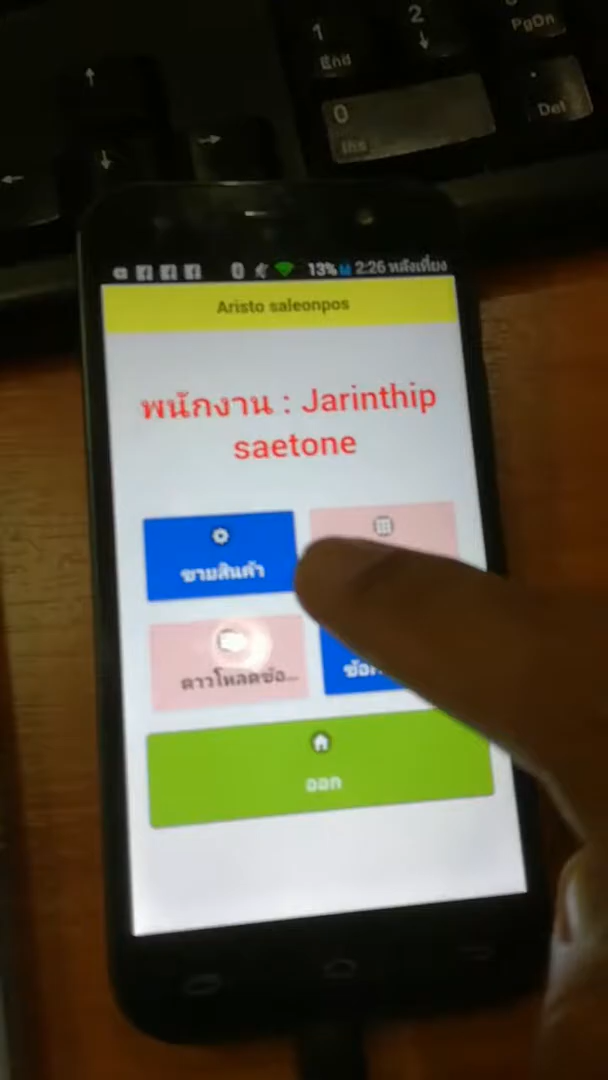 1
End
2
PgDn
0
Ins
Del
13% 2:26 หลังเที่ยง
Aristo saleonpos
พนักงาน : Jarinthip
saetone
ขายสินค้า
ดาวโหลดข้อ...
ออก